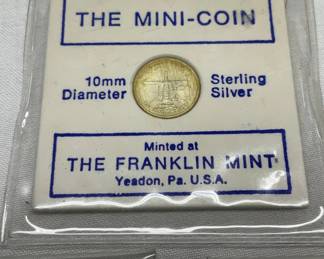 THE MINI-COIN
10mm
Diameter
Sterling
Silver
Minted at
THE FRANKLIN MINT
Yeadon, Pa. U.S.A.